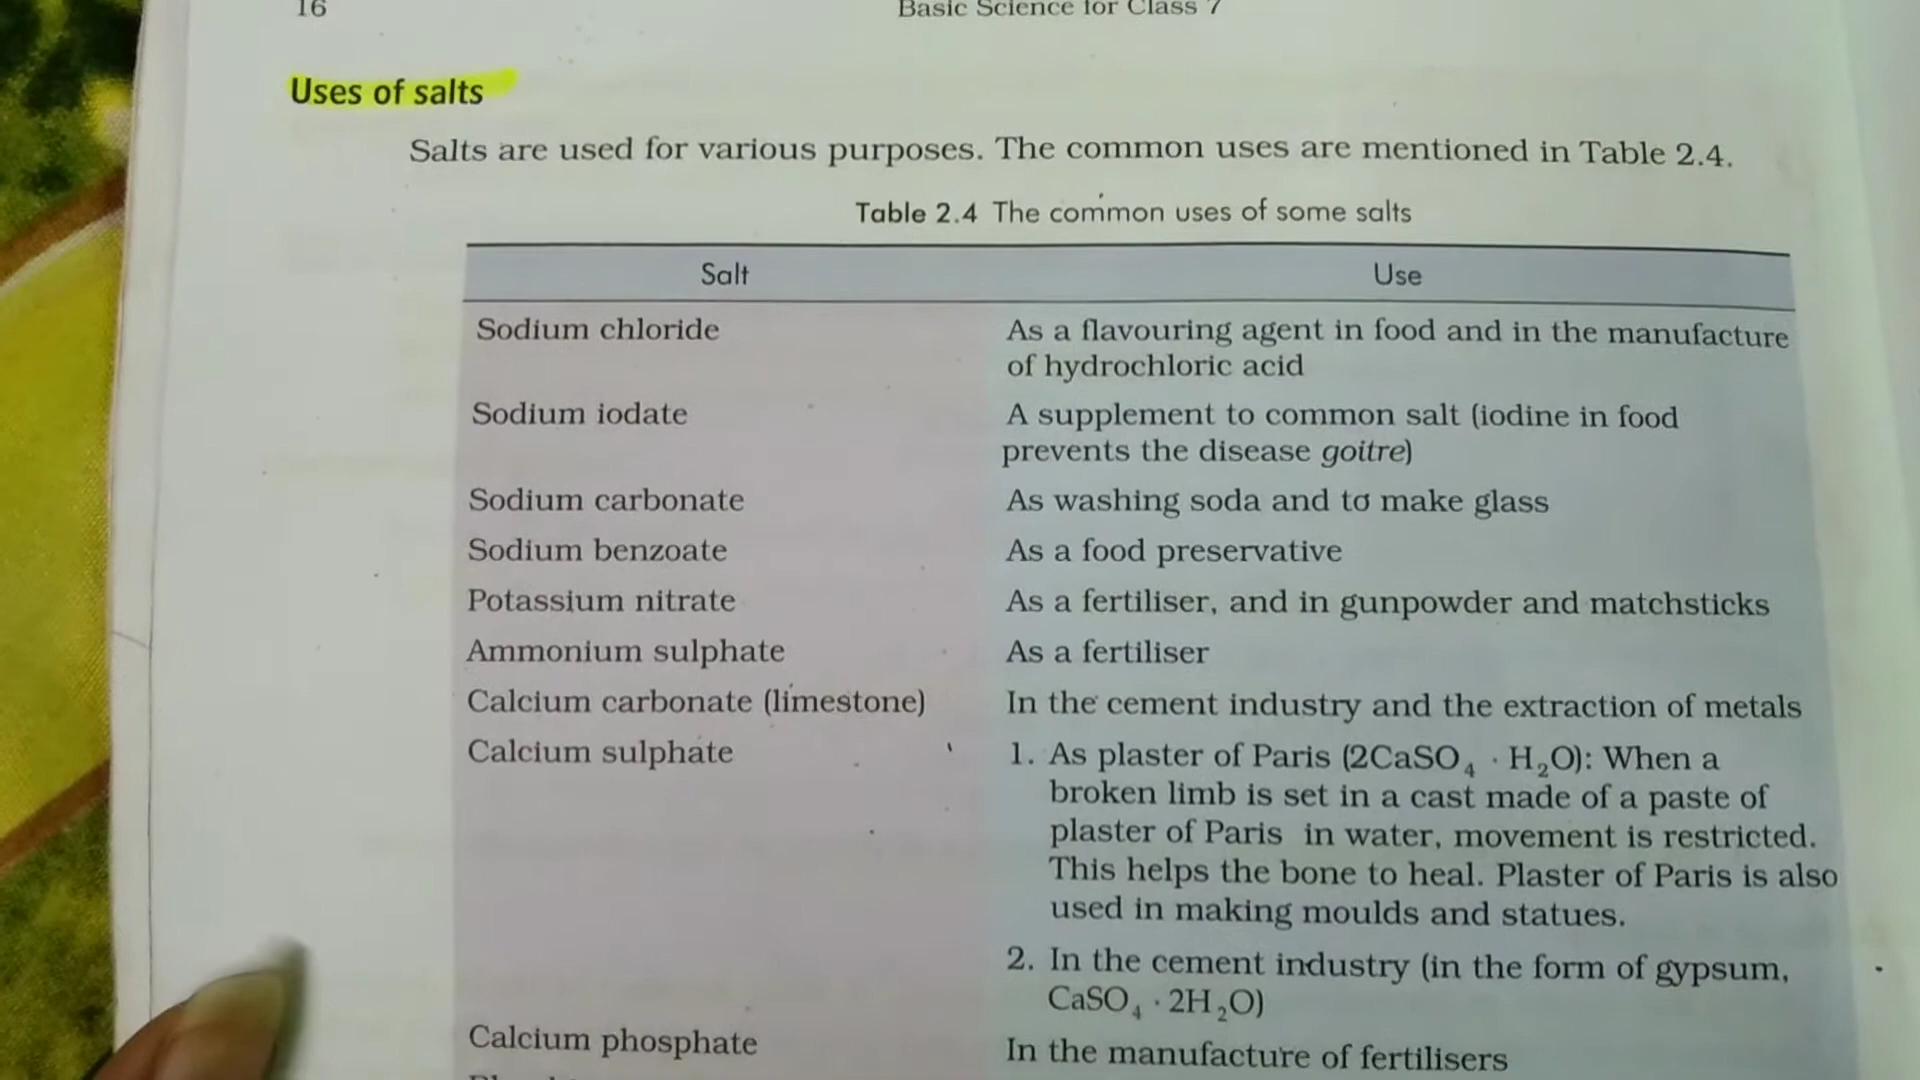 16 Basic Science for Class 7
Uses of salts
Salts are used for various purposes. The common uses are mentioned in Table 2.4.
Table 2.4 The common uses of some salts
Salt Use
Sodium chloride As a flavouring agent in food and in the manufacture
of hydrochloric acid
Sodium iodate A supplement to common salt (iodine in food
prevents the disease goitre)
Sodium carbonate As washing soda and to make glass
Sodium benzoate As a food preservative
Potassium nitrate As a fertiliser, and in gunpowder and matchsticks
Ammonium sulphate As a fertiliser
Calcium carbonate (limestone) In the cement industry and the extraction of metals
Calcium sulphate 1. As plaster of Paris (2CaSO₄ · H₂O): When a
broken limb is set in a cast made of a paste of
plaster of Paris in water, movement is restricted.
This helps the bone to heal. Plaster of Paris is also
used in making moulds and statues.
2. In the cement industry (in the form of gypsum,
CaSO₄ · 2H₂O)
Calcium phosphate In the manufacture of fertilisers